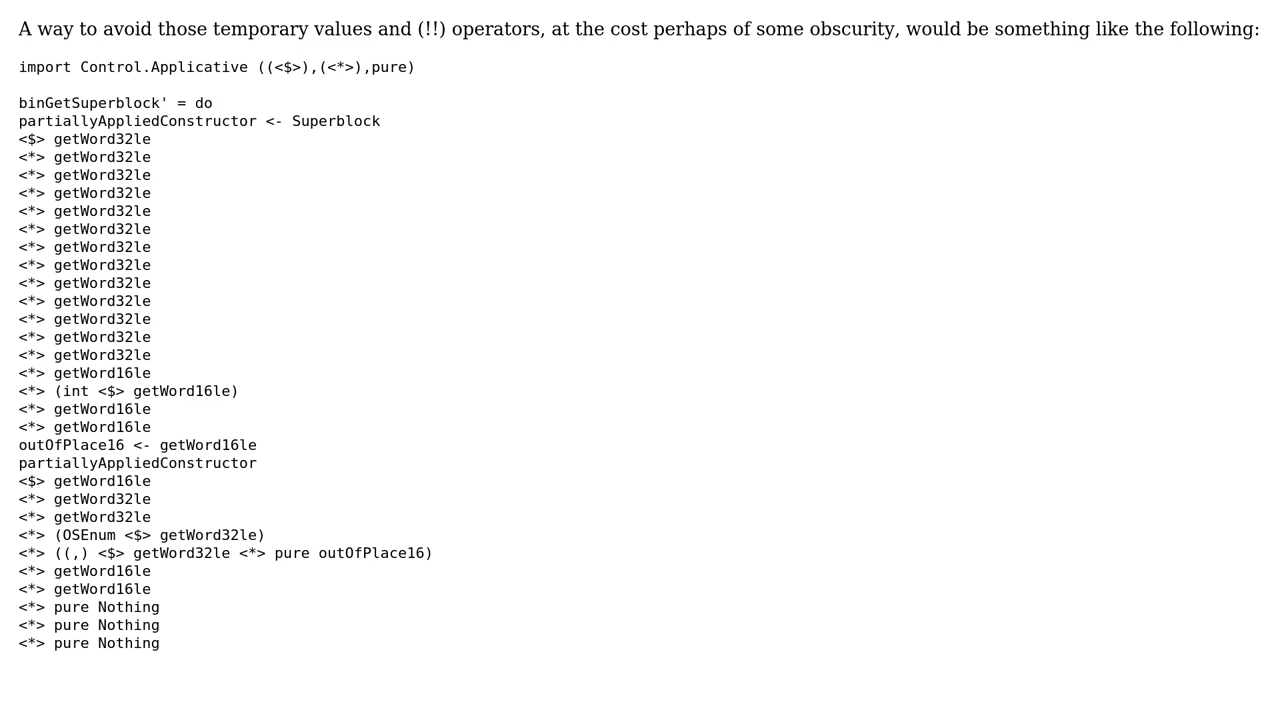 A way to avoid those temporary values and (!!) operators, at the cost perhaps of some obscurity, would be something like the following:
import Control.Applicative ((<$>),(<*>),pure)
binGetSuperblock' = do
partiallyAppliedConstructor <- Superblock
<$> getWord32le
<*> getWord32le
<*> getWord32le
<*> getWord32le
<*> getWord32le
<*> getWord32le
<*> getWord32le
<*> getWord32le
<*> getWord32le
<*> getWord32le
<*> getWord32le
<*> getWord32le
<*> getWord32le
<*> getWord16le
<*> (int <$> getWord16le)
<*> getWord16le
<*> getWord16le
outOfPlace16 <- getWord16le
partiallyAppliedConstructor
<$> getWord16le
<*> getWord32le
<*> getWord32le
<*> (OSEnum <$> getWord32le)
<*> ((,) <$> getWord32le <*> pure outOfPlace16)
<*> getWord16le
<*> getWord16le
<*> pure Nothing
<*> pure Nothing
<*> pure Nothing